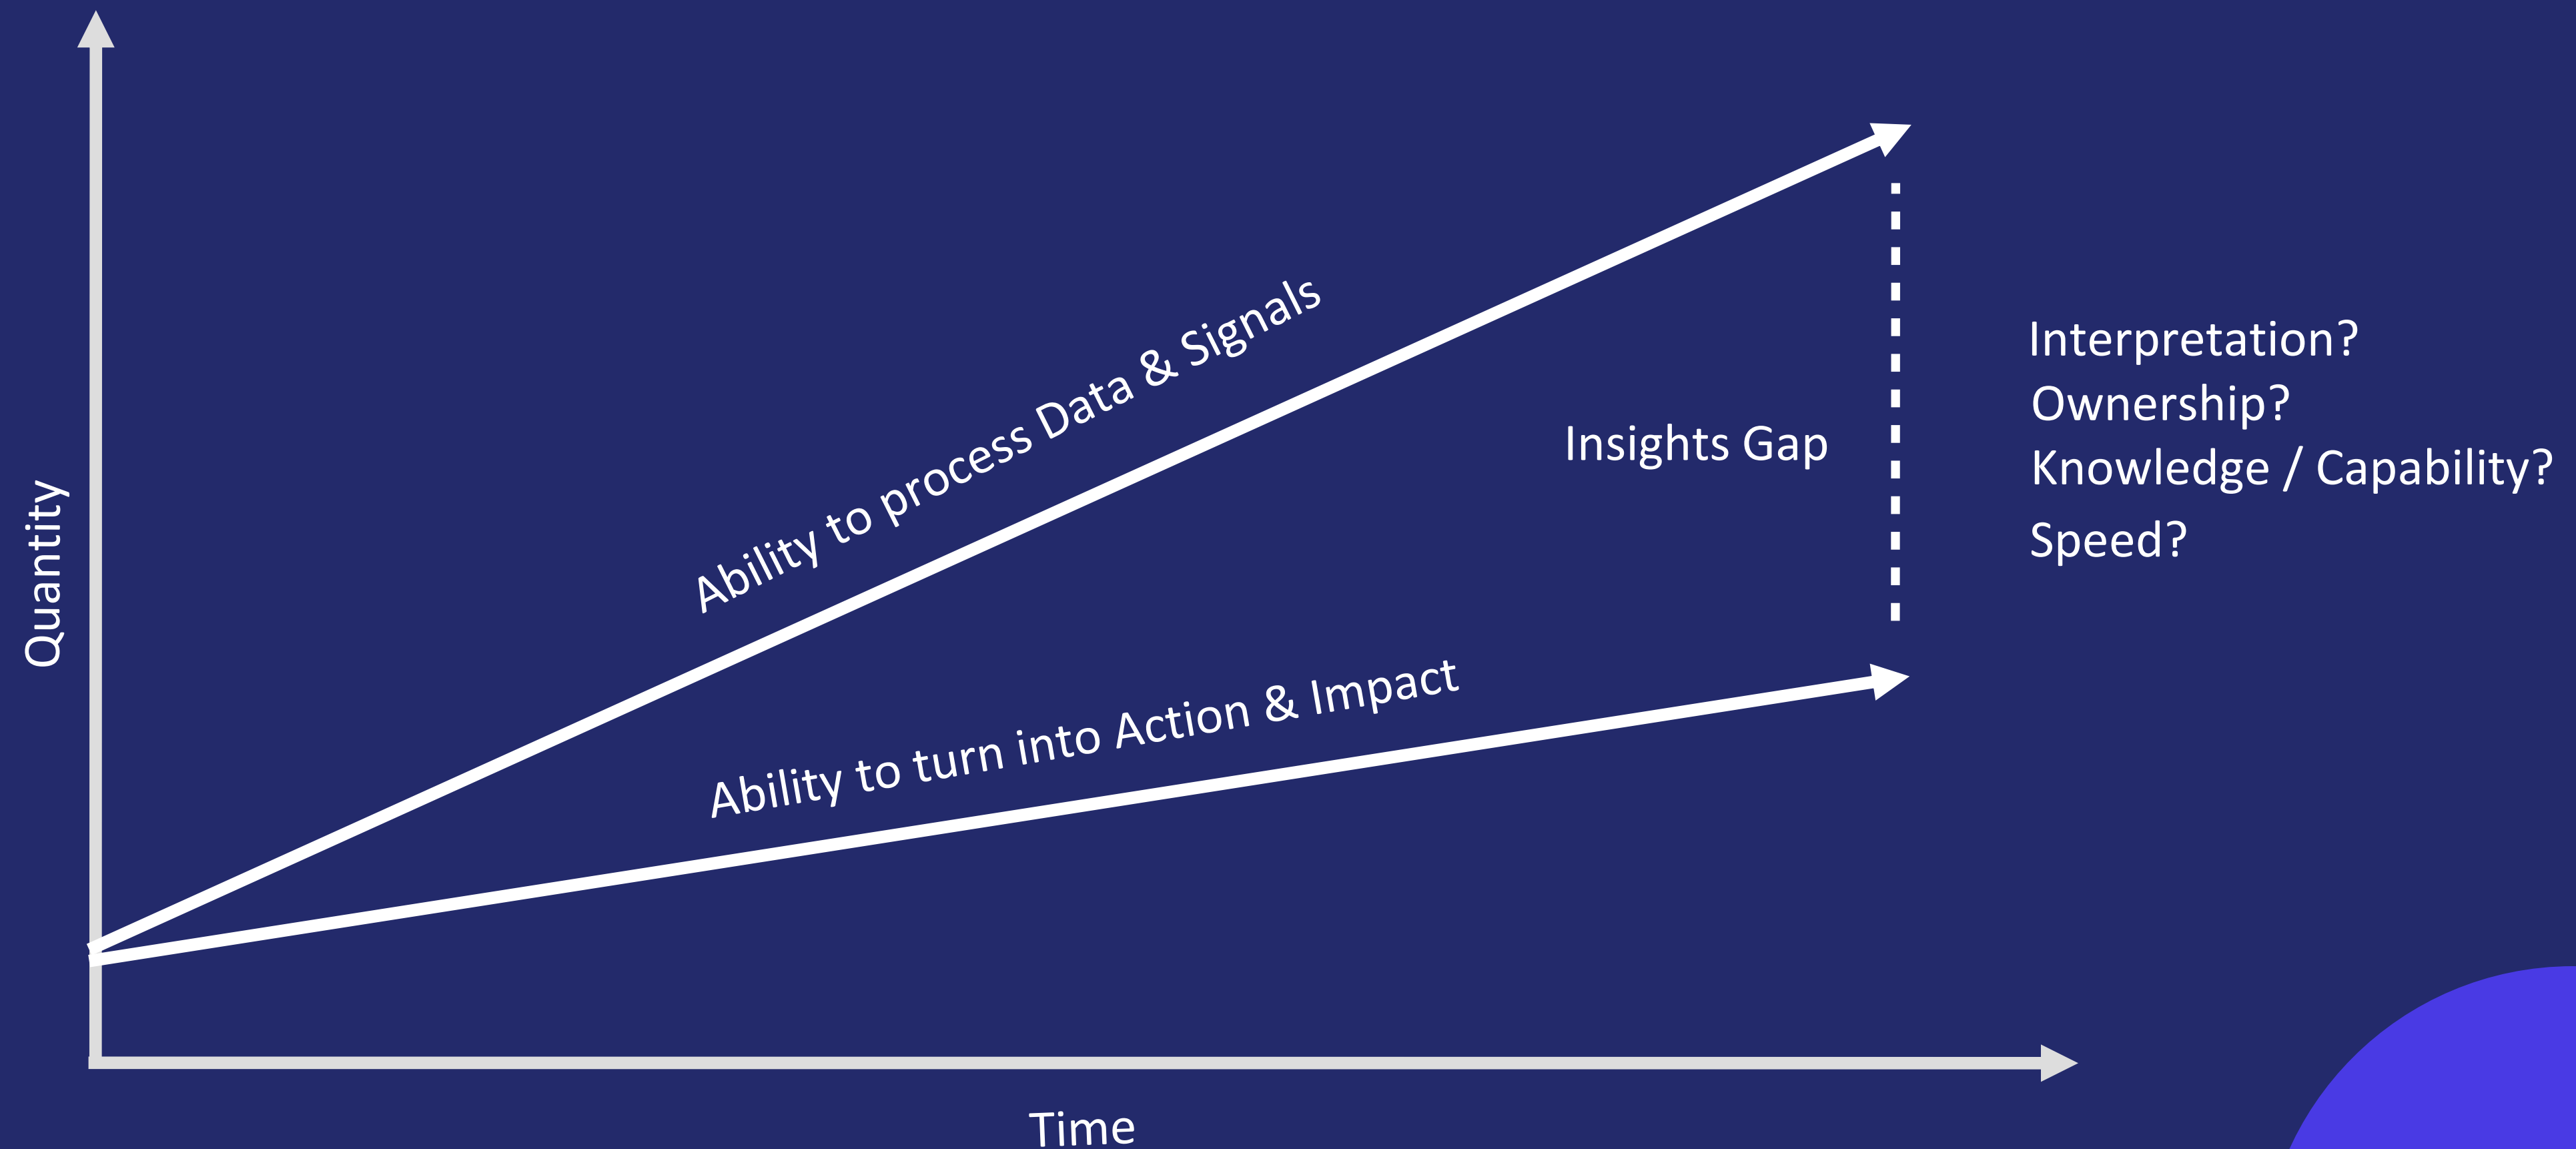 Quantity
Ability to process Data & Signals
Insights Gap
Ability to turn into Action & Impact
Interpretation?
Ownership?
Knowledge / Capability?
Speed?
Time